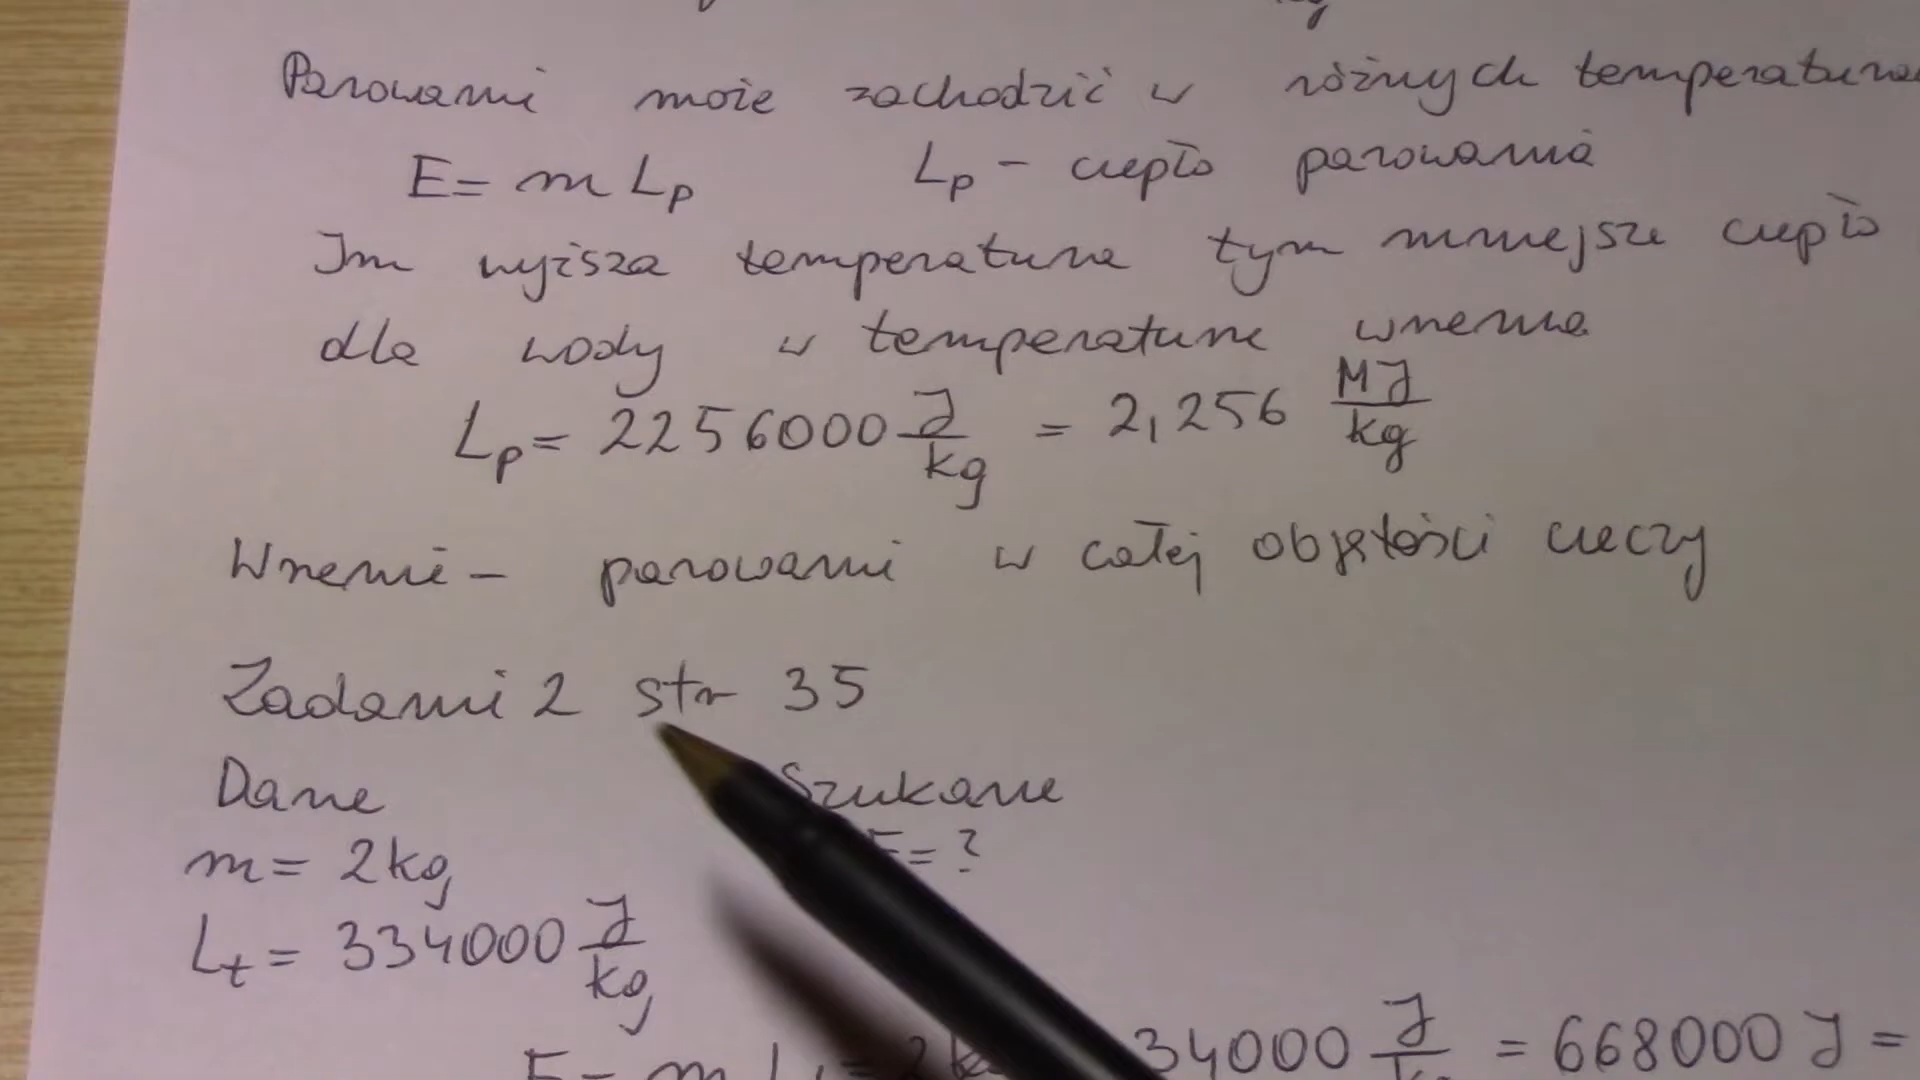 Parowanie może zachodzić w różnych temperatura
E = m Lp Lp - ciepło parowania
Im wyższa temperatura tym mniejsze ciepło
dla wody w temperaturze wrzenia
Lp = 2256000 J/kg = 2,256 MJ/kg
Wrzenie - parowanie w całej objętości cieczy
Zadanie 2 str 35
Dane Szukane
m = 2kg E = ?
Lt = 334000 J/kg
E = m L = 2k 34000 J/k = 668000 J =